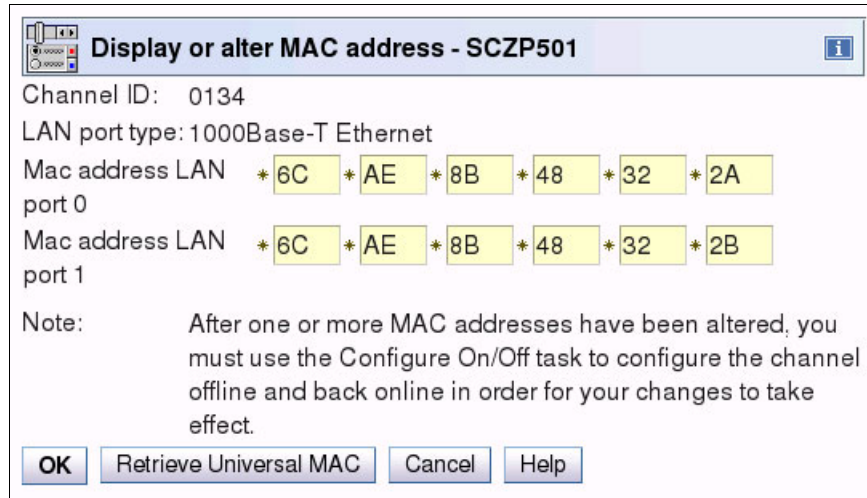 Display or alter MAC address - SCZP501
i
Channel ID: 0134
LAN port type: 1000Base-T Ethernet
Mac address LAN port 0 * 6C * AE * 8B * 48 * 32 * 2A
Mac address LAN port 1 * 6C * AE * 8B * 48 * 32 * 2B
Note: After one or more MAC addresses have been altered, you
must use the Configure On/Off task to configure the channel
offline and back online in order for your changes to take
effect.
OK Retrieve Universal MAC Cancel Help